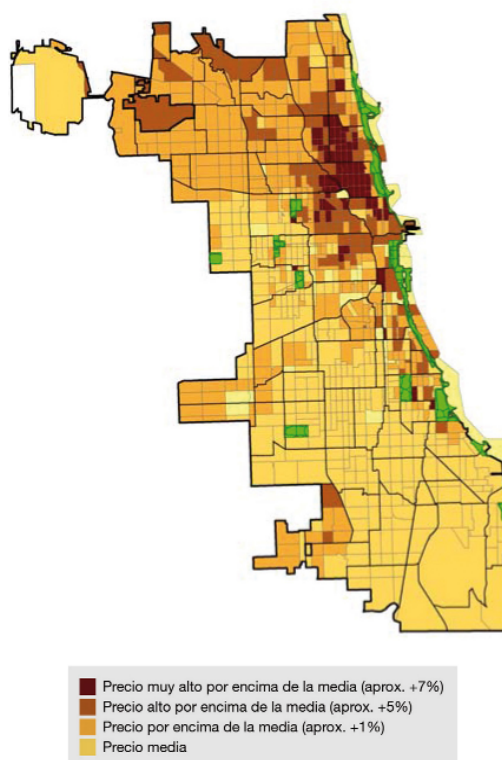 Precio muy alto por encima de la media (aprox. +7%)
Precio alto por encima de la media (aprox. +5%)
Precio por encima de la media (aprox. +1%)
Precio media